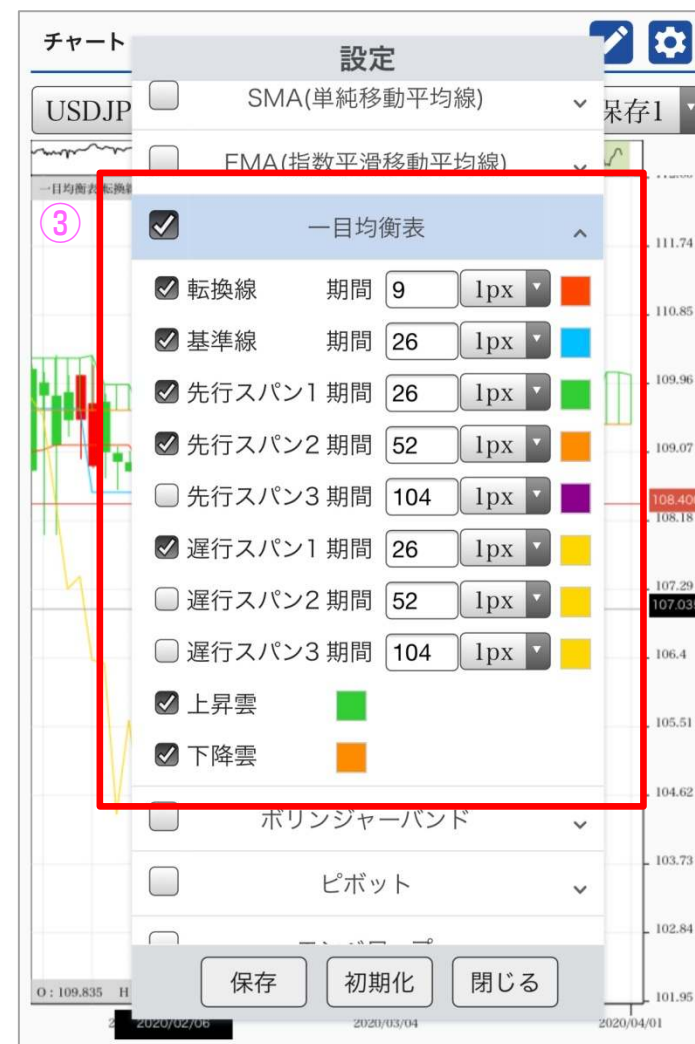 チャート
設定
USDJP
保存1
SMA(単純移動平均線)
EMA(指数平滑移動平均線)
一目均衡表 転換線
③
一目均衡表
転換線 期間 9 1px
基準線 期間 26 1px
先行スパン1 期間 26 1px
先行スパン2 期間 52 1px
先行スパン3 期間 104 1px
遅行スパン1 期間 26 1px
遅行スパン2 期間 52 1px
遅行スパン3 期間 104 1px
上昇雲
下降雲
ボリンジャーバンド
ピボット
保存 初期化 閉じる
111.74
110.85
109.96
109.07
108.400
108.18
107.29
107.039
106.4
105.51
104.62
103.73
102.84
101.95
O : 109.835 H
2020/02/06 2020/03/04 2020/04/01